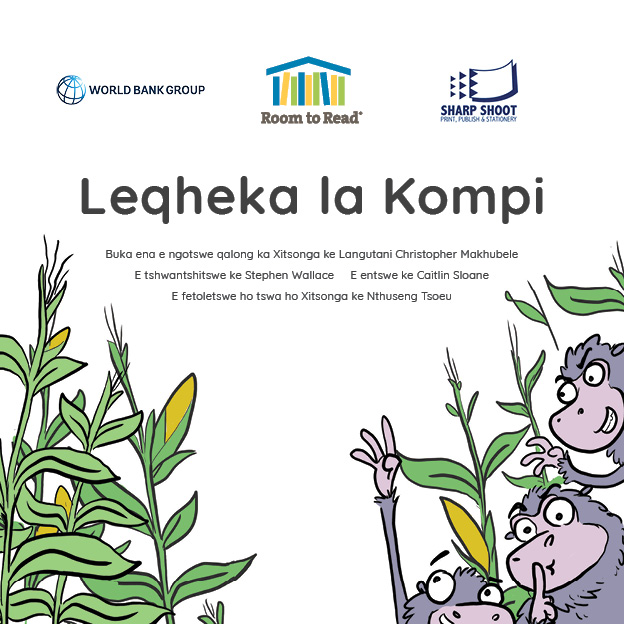 WORLD BANK GROUP
Room to Read®
SHARP SHOOT
PRINT, PUBLISH & STATIONERY
Leqheka la Kompi
Buka ena e ngotswe qalong ka Xitsonga ke Langutani Christopher Makhubele
E tshwantshitswe ke Stephen Wallace E entswe ke Caitlin Sloane
E fetoletswe ho tswa ho Xitsonga ke Nthuseng Tsoeu